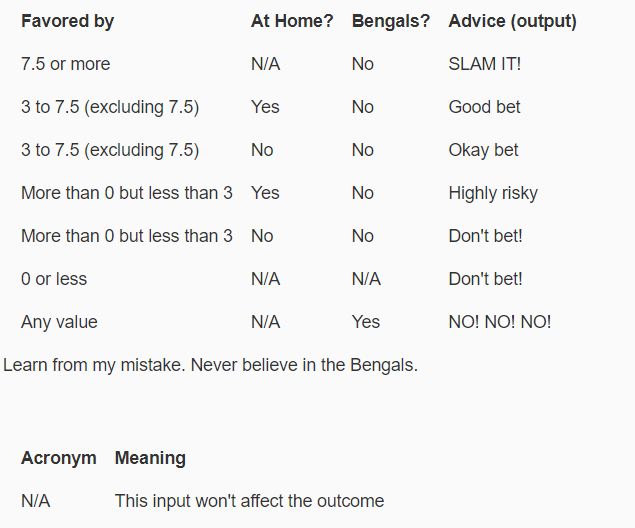 Favored by At Home? Bengals? Advice (output)
7.5 or more N/A No SLAM IT!
3 to 7.5 (excluding 7.5) Yes No Good bet
3 to 7.5 (excluding 7.5) No No Okay bet
More than 0 but less than 3 Yes No Highly risky
More than 0 but less than 3 No No Don't bet!
0 or less N/A N/A Don't bet!
Any value N/A Yes NO! NO! NO!
Learn from my mistake. Never believe in the Bengals.
Acronym Meaning
N/A This input won't affect the outcome